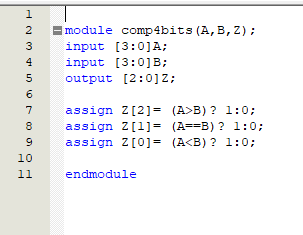 1
2 module comp4bits(A,B,Z);
3 input [3:0]A;
4 input [3:0]B;
5 output [2:0]Z;
6
7 assign Z[2]= (A>B)? 1:0;
8 assign Z[1]= (A==B)? 1:0;
9 assign Z[0]= (A<B)? 1:0;
10
11 endmodule